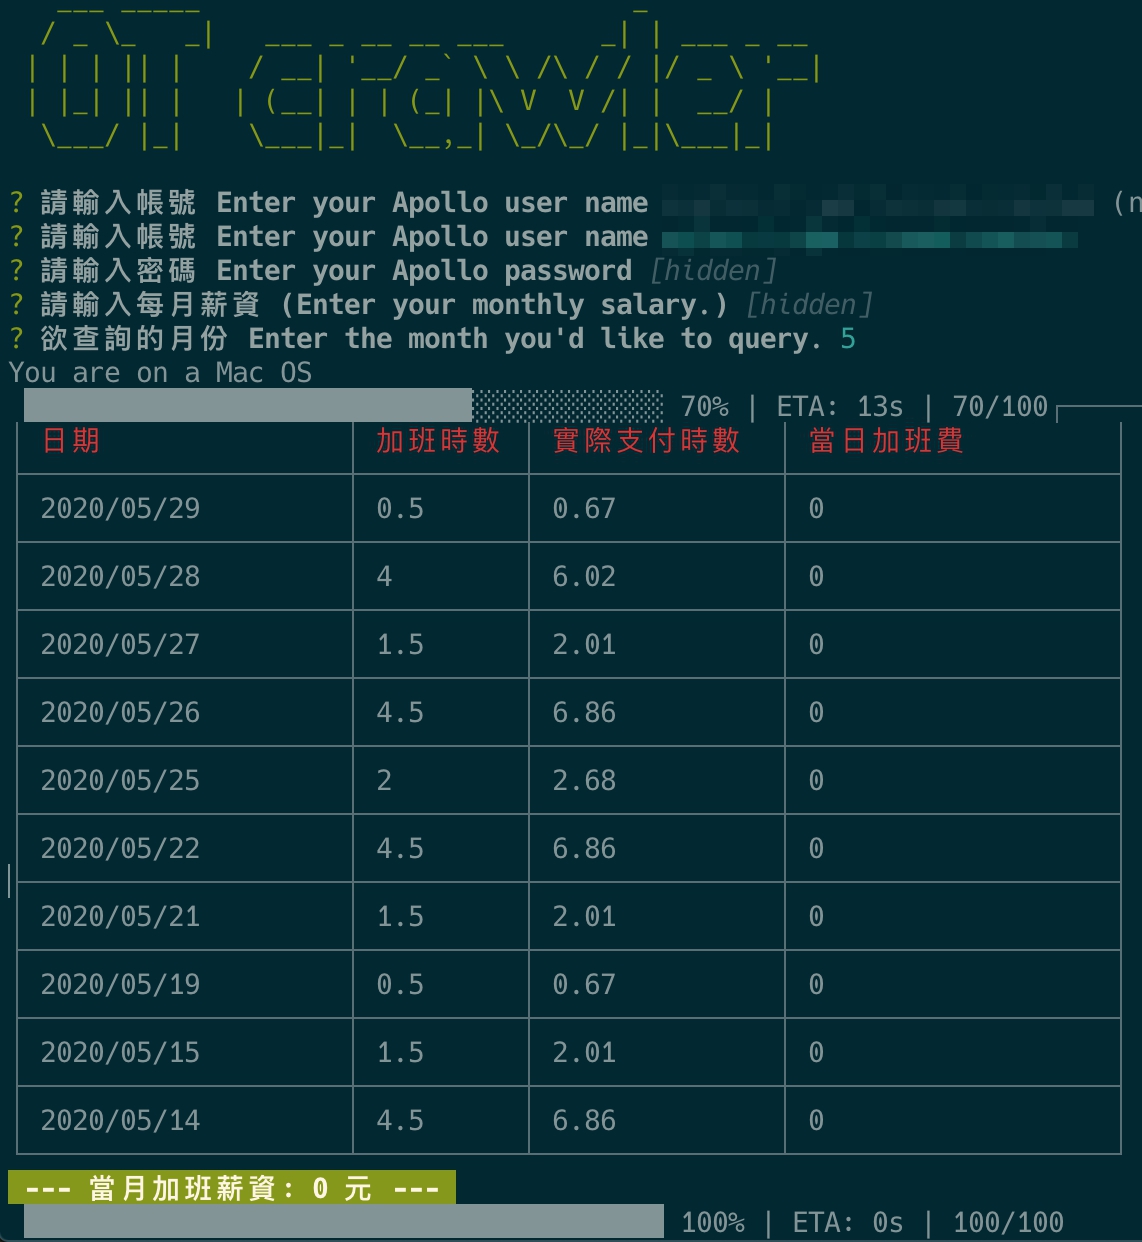 OT crawler
? 請輸入帳號 Enter your Apollo user name (n
? 請輸入帳號 Enter your Apollo user name
? 請輸入密碼 Enter your Apollo password [hidden]
? 請輸入每月薪資 (Enter your monthly salary.) [hidden]
? 欲查詢的月份 Enter the month you'd like to query. 5
You are on a Mac OS
70% | ETA: 13s | 70/100
日期 加班時數 實際支付時數 當日加班費
2020/05/29 0.5 0.67 0
2020/05/28 4 6.02 0
2020/05/27 1.5 2.01 0
2020/05/26 4.5 6.86 0
2020/05/25 2 2.68 0
2020/05/22 4.5 6.86 0
2020/05/21 1.5 2.01 0
2020/05/19 0.5 0.67 0
2020/05/15 1.5 2.01 0
2020/05/14 4.5 6.86 0
--- 當月加班薪資: 0 元 ---
100% | ETA: 0s | 100/100